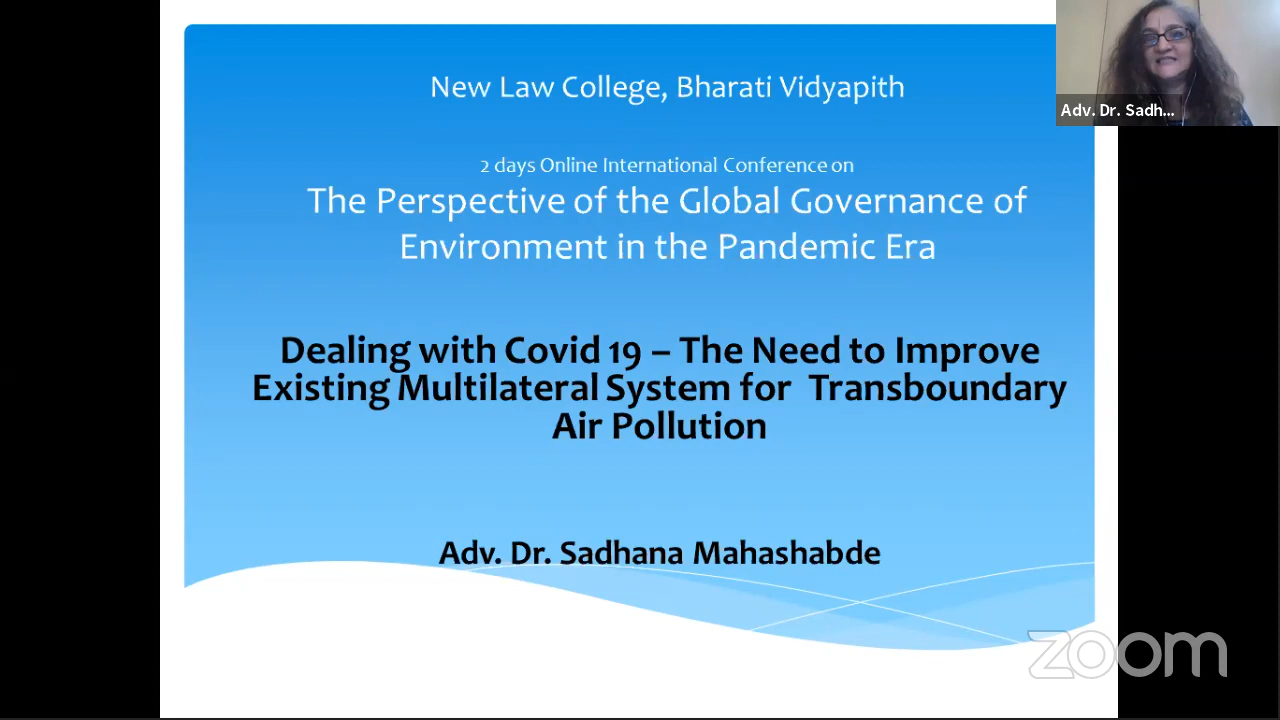 New Law College, Bharati Vidyapith
Adv. Dr. Sadh...
2 days Online International Conference on
The Perspective of the Global Governance of
Environment in the Pandemic Era
Dealing with Covid 19 – The Need to Improve
Existing Multilateral System for Transboundary
Air Pollution
Adv. Dr. Sadhana Mahashabde
zoom